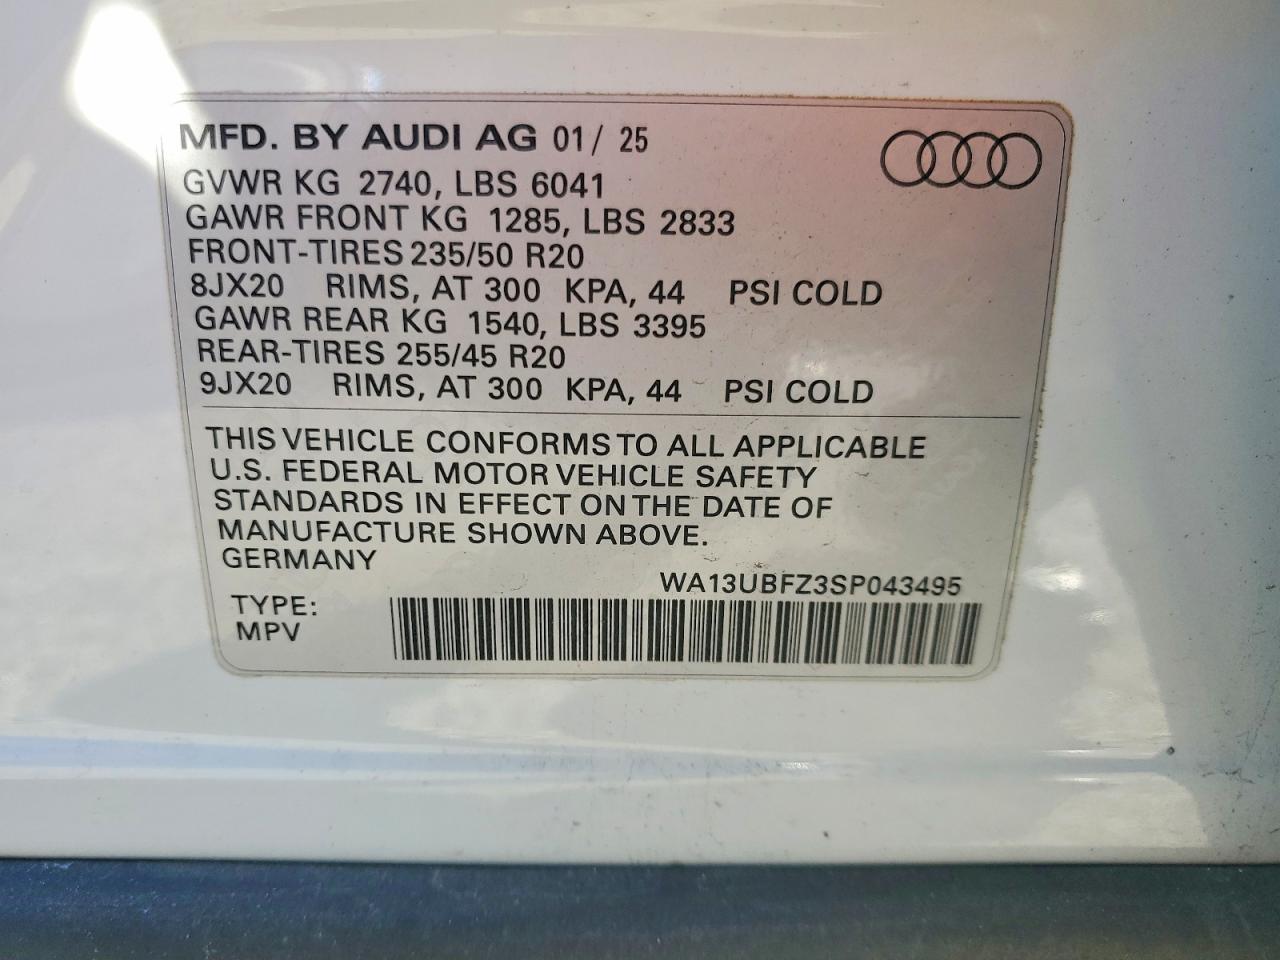 MFD. BY AUDI AG 01/ 25
GVWR KG 2740, LBS 6041
GAWR FRONT KG 1285, LBS 2833
FRONT-TIRES 235/50 R20
8JX20 RIMS, AT 300 KPA, 44 PSI COLD
GAWR REAR KG 1540, LBS 3395
REAR-TIRES 255/45 R20
9JX20 RIMS, AT 300 KPA, 44 PSI COLD
THIS VEHICLE CONFORMS TO ALL APPLICABLE
U.S. FEDERAL MOTOR VEHICLE SAFETY
STANDARDS IN EFFECT ON THE DATE OF
MANUFACTURE SHOWN ABOVE.
GERMANY
WA13UBFZ3SP043495
TYPE:
MPV